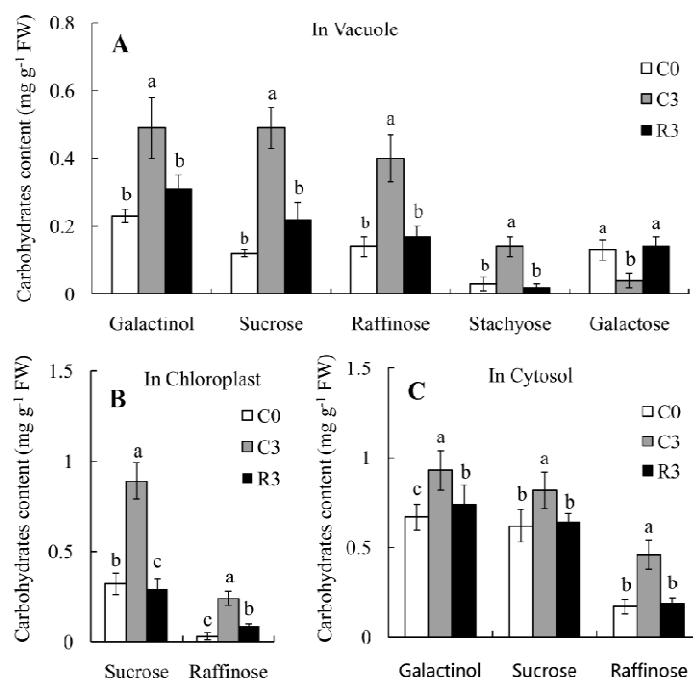 A
In Vacuole
Carbohydrates content (mg g⁻¹ FW)
0.8
0.6
0.4
0.2
0
C0
C3
R3
b a b
b a b
b a b
b a b
a b a
Galactinol Sucrose Raffinose Stachyose Galactose
B
In Chloroplast
Carbohydrates content (mg g⁻¹ FW)
1.5
1
0.5
0
C0
C3
R3
b a c
c a b
Sucrose Raffinose
C
In Cytosol
Carbohydrates content (mg g⁻¹ FW)
1.5
1
0.5
0
C0
C3
R3
c a b
b a b
b a b
Galactinol Sucrose Raffinose